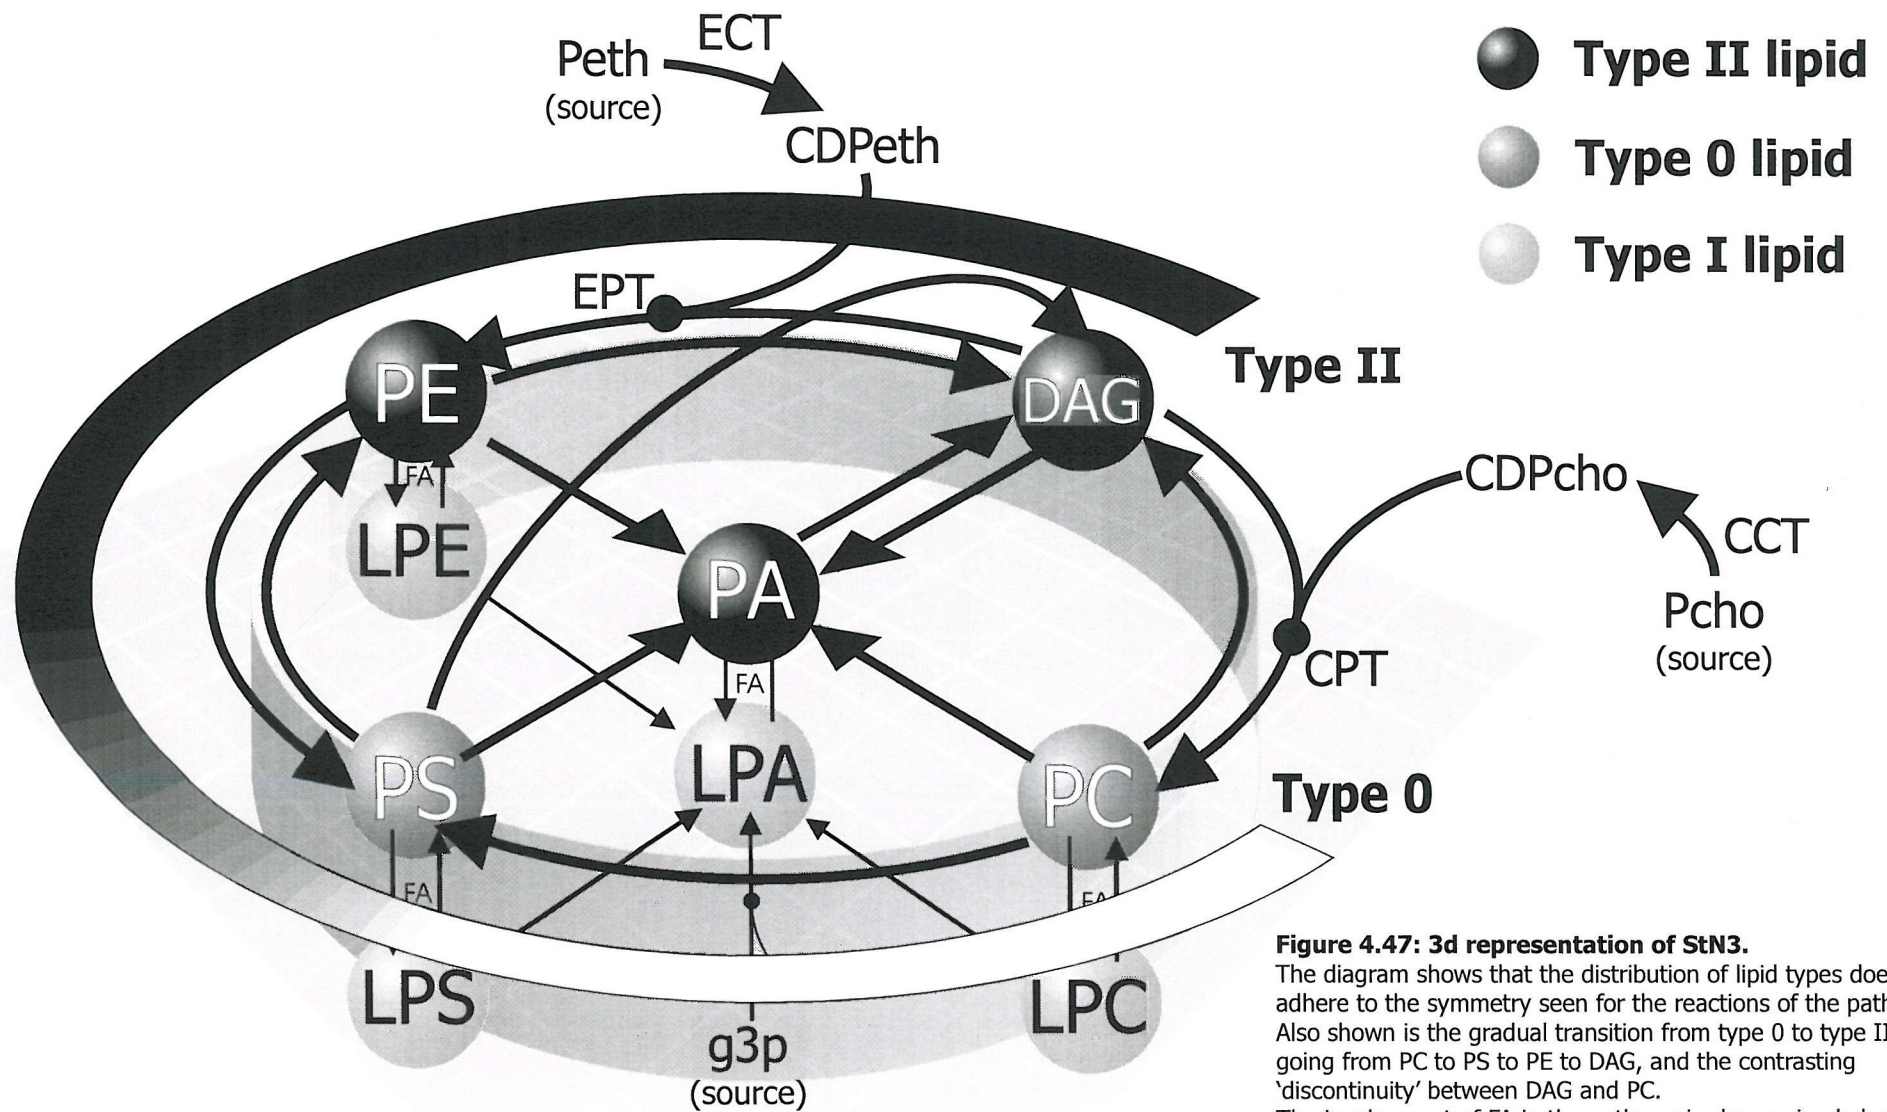 ECT
Peth
(source)
CDPeth
Type II lipid
Type 0 lipid
Type I lipid
EPT
PE
DAG
Type II
FA
LPE
CDPcho
CCT
Pcho
(source)
PA
CPT
FA
PS
LPA
PC
Type 0
FA
FA
LPS
LPC
g3p
(source)
Figure 4.47: 3d representation of StN3.
The diagram shows that the distribution of lipid types doe
adhere to the symmetry seen for the reactions of the path
Also shown is the gradual transition from type 0 to type II
going from PC to PS to PE to DAG, and the contrasting
‘discontinuity’ between DAG and PC.